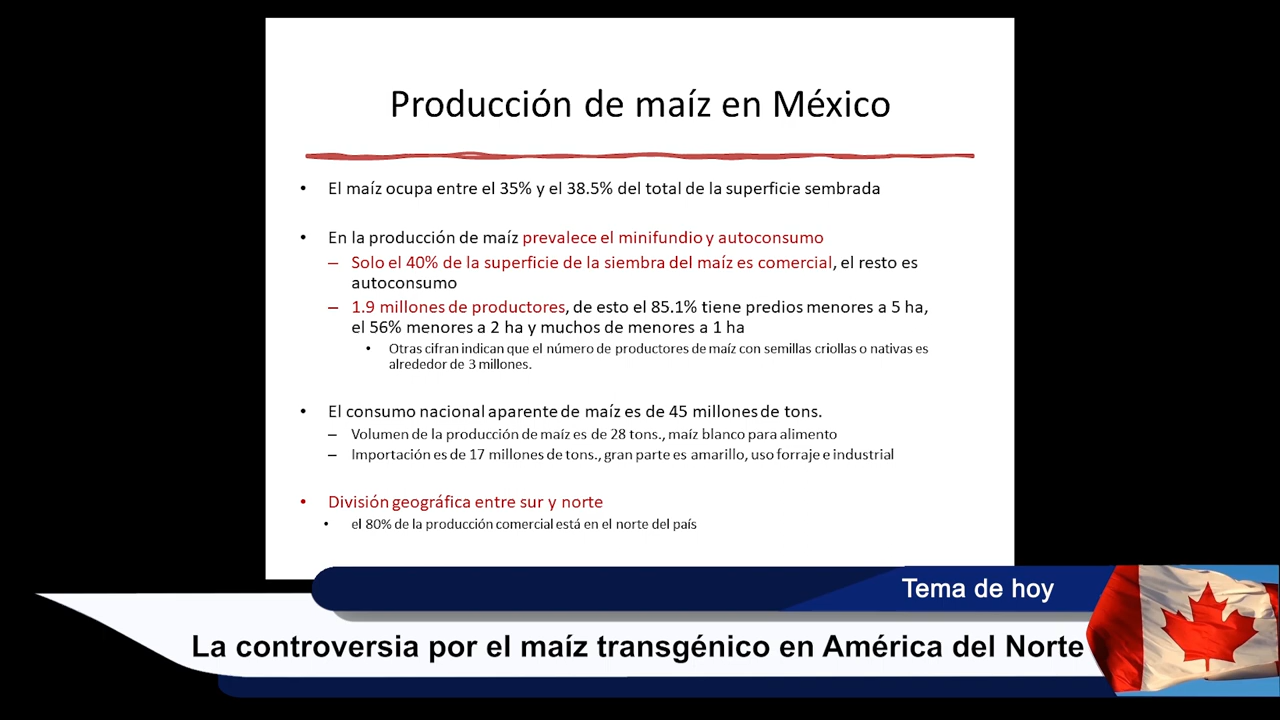 Producción de maíz en México
• El maíz ocupa entre el 35% y el 38.5% del total de la superficie sembrada
• En la producción de maíz prevalece el minifundio y autoconsumo
– Solo el 40% de la superficie de la siembra del maíz es comercial, el resto es
autoconsumo
– 1.9 millones de productores, de esto el 85.1% tiene predios menores a 5 ha,
el 56% menores a 2 ha y muchos de menores a 1 ha
• Otras cifran indican que el número de productores de maíz con semillas criollas o nativas es
alrededor de 3 millones.
• El consumo nacional aparente de maíz es de 45 millones de tons.
– Volumen de la producción de maíz es de 28 tons., maíz blanco para alimento
– Importación es de 17 millones de tons., gran parte es amarillo, uso forraje e industrial
• División geográfica entre sur y norte
• el 80% de la producción comercial está en el norte del país
Tema de hoy
La controversia por el maíz transgénico en América del Norte